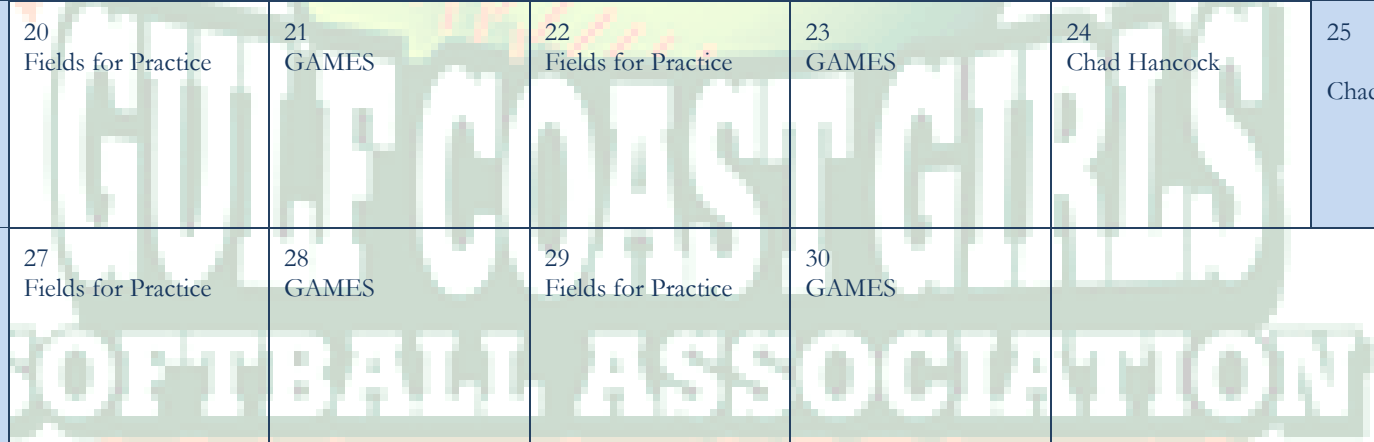 20
Fields for Practice
21
GAMES
22
Fields for Practice
23
GAMES
24
Chad Hancock
25
27
Fields for Practice
28
GAMES
29
Fields for Practice
30
GAMES
GULF COAST GIRLS
SOFTBALL ASSOCIATION